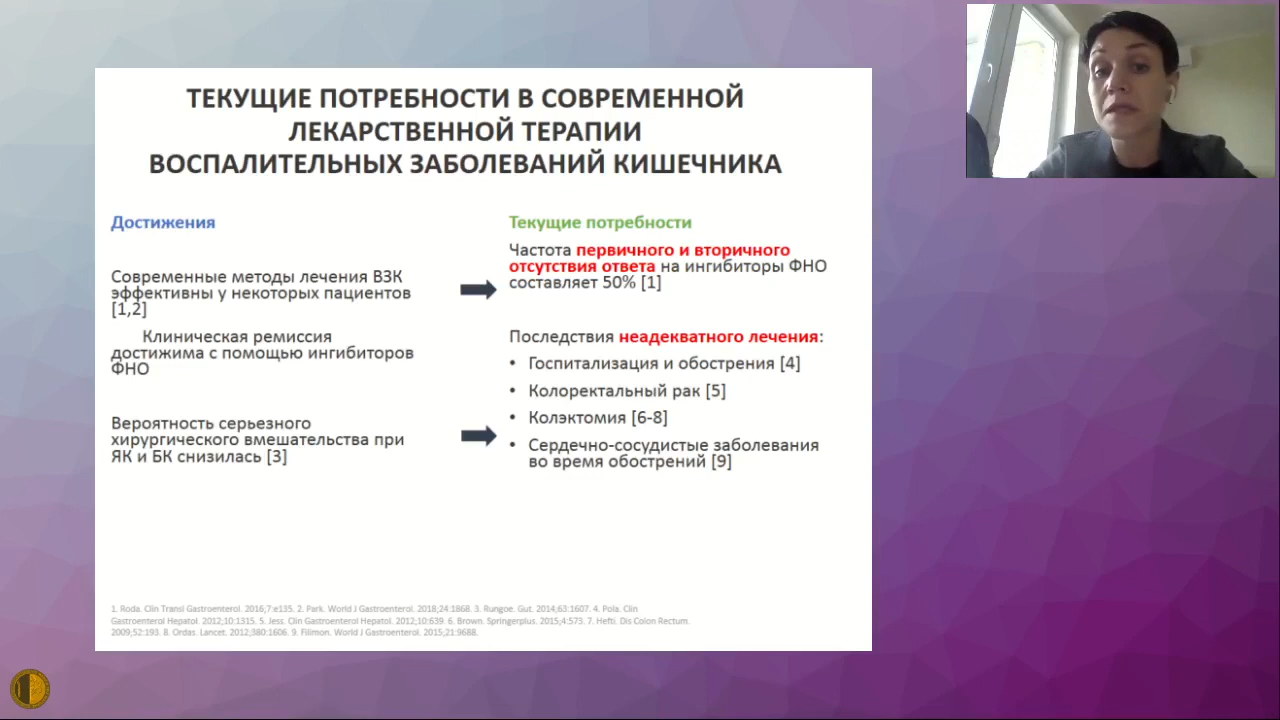 ТЕКУЩИЕ ПОТРЕБНОСТИ В СОВРЕМЕННОЙ
ЛЕКАРСТВЕННОЙ ТЕРАПИИ
ВОСПАЛИТЕЛЬНЫХ ЗАБОЛЕВАНИЙ КИШЕЧНИКА
Достижения
Современные методы лечения ВЗК
эффективны у некоторых пациентов
[1,2]
Клиническая ремиссия
достижима с помощью ингибиторов
ФНО
Вероятность серьезного
хирургического вмешательства при
ЯК и БК снизилась [3]
Текущие потребности
Частота первичного и вторичного
отсутствия ответа на ингибиторы ФНО
составляет 50% [1]
Последствия неадекватного лечения:
• Госпитализация и обострения [4]
• Колоректальный рак [5]
• Колэктомия [6-8]
• Сердечно-сосудистые заболевания
во время обострений [9]
1. Roda. Clin Transl Gastroenterol. 2016;7:e135. 2. Park. World J Gastroenterol. 2018;24:1868. 3. Rungoe. Gut. 2014;63:1607. 4. Pola. Clin
Gastroenterol Hepatol. 2012;10:1315. 5. Jess. Clin Gastroenterol Hepatol. 2012;10:639. 6. Brown. Springerplus. 2015;4:573. 7. Hefti. Dis Colon Rectum.
2009;52:193. 8. Ordas. Lancet. 2012;380:1606. 9. Filimon. World J Gastroenterol. 2015;21:9688.